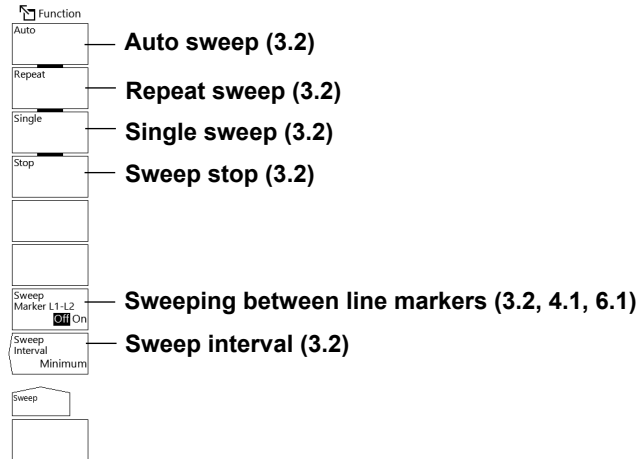 Function
Auto
Auto sweep (3.2)
Repeat
Repeat sweep (3.2)
Single
Single sweep (3.2)
Stop
Sweep stop (3.2)
Sweep
Marker L1-L2
Off On
Sweeping between line markers (3.2, 4.1, 6.1)
Sweep
Interval
Minimum
Sweep interval (3.2)
Sweep